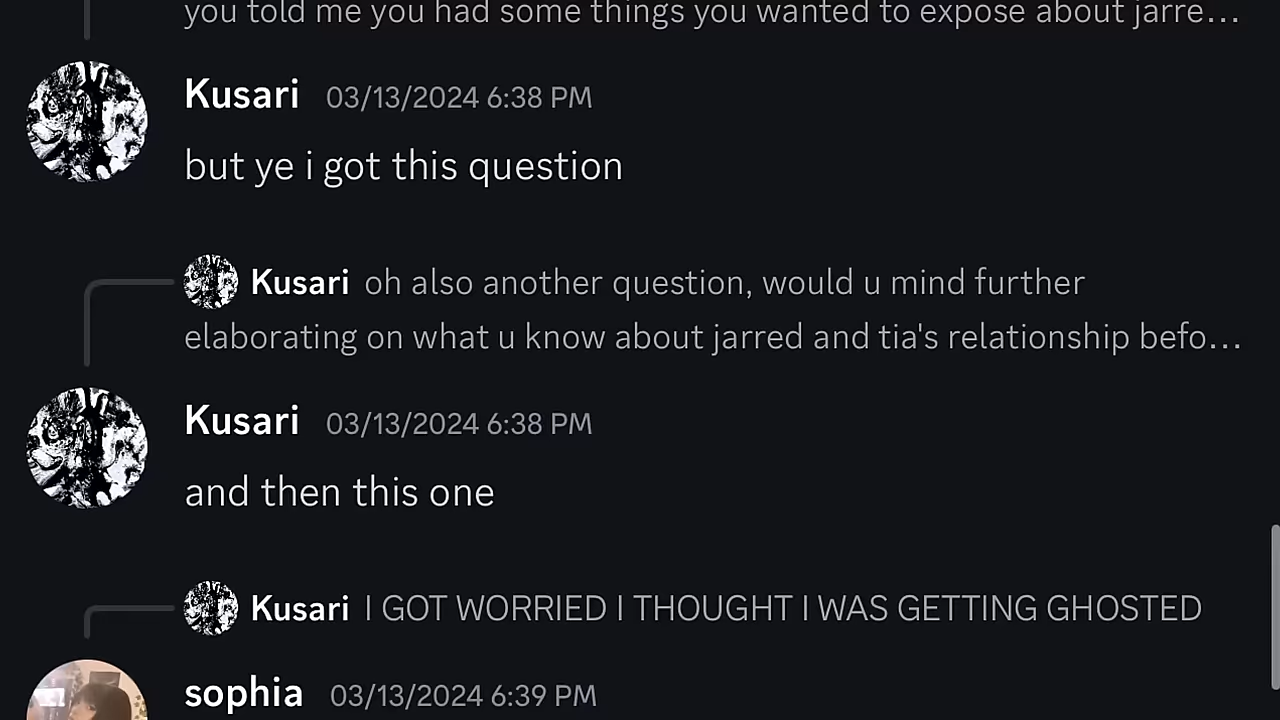 you told me you had some things you wanted to expose about jarre...
Kusari 03/13/2024 6:38 PM
but ye i got this question
Kusari oh also another question, would u mind further
elaborating on what u know about jarred and tia's relationship befo...
Kusari 03/13/2024 6:38 PM
and then this one
Kusari I GOT WORRIED I THOUGHT I WAS GETTING GHOSTED
sophia 03/13/2024 6:39 PM